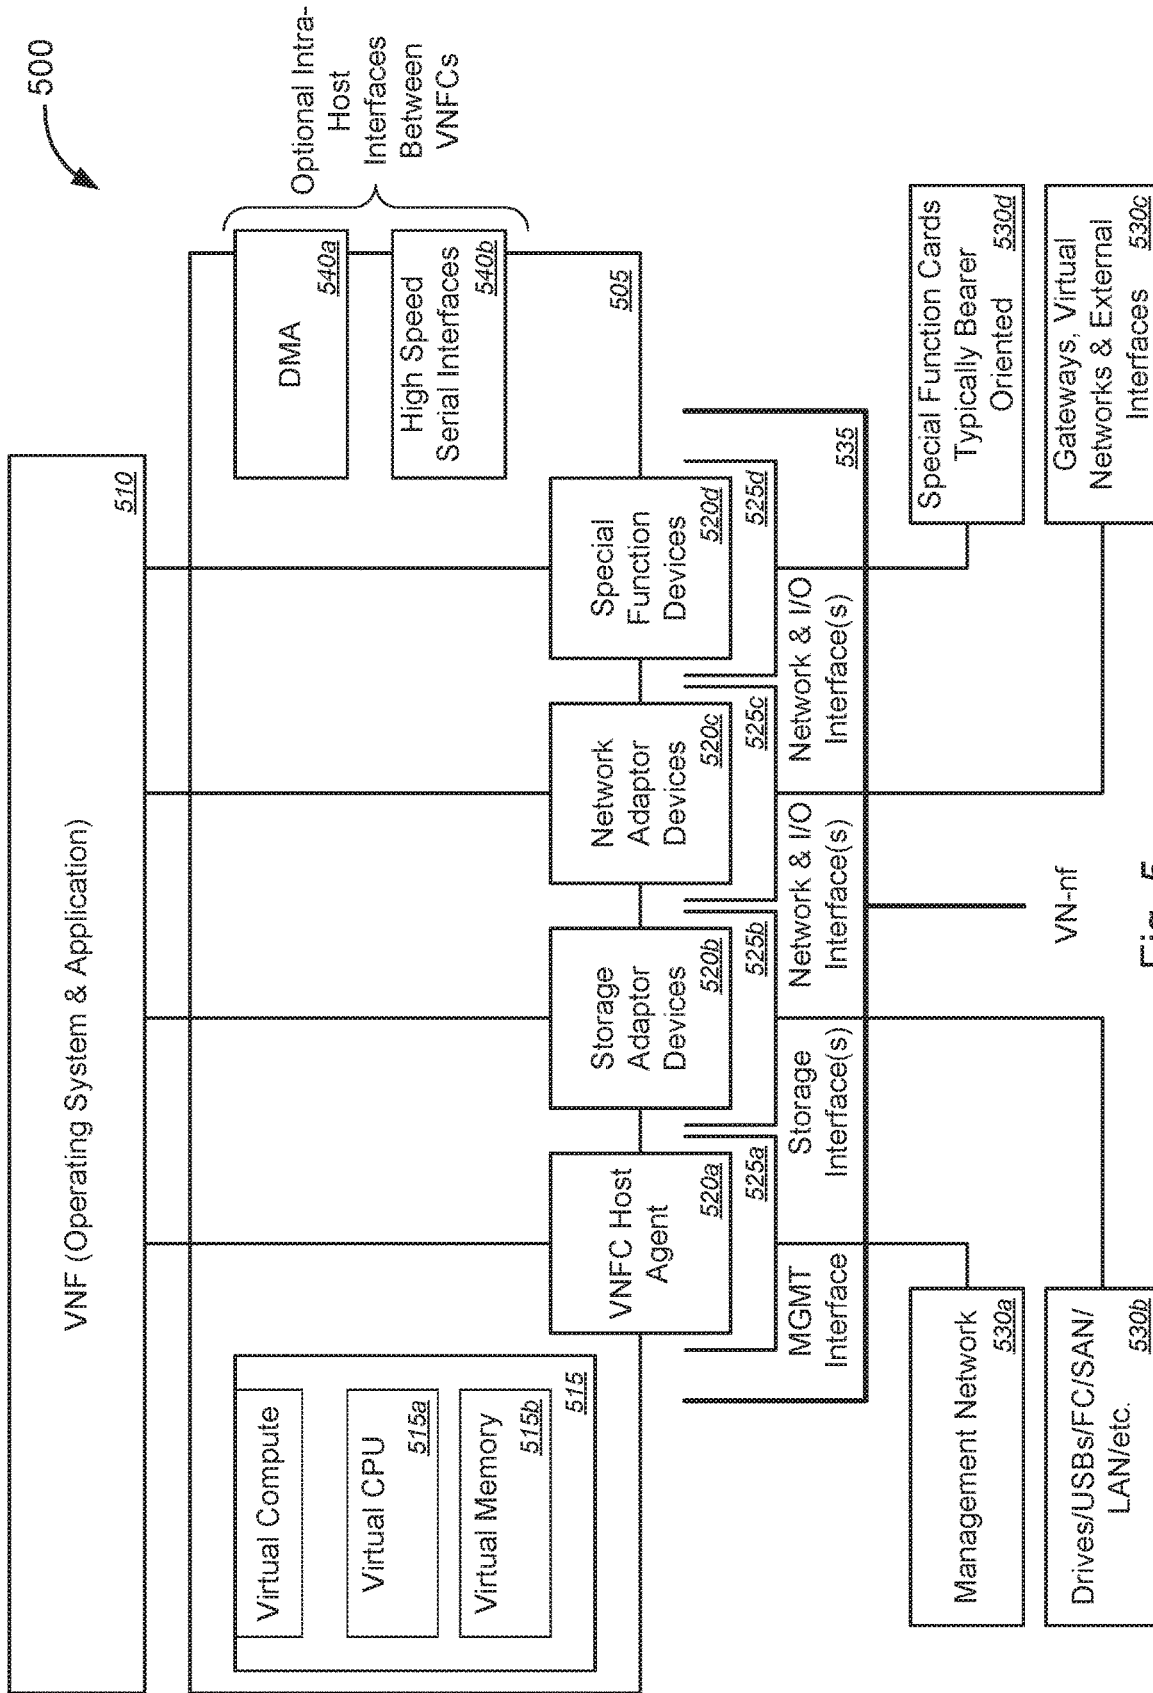 500
VNF (Operating System & Application)
510
Virtual Compute
Virtual CPU
515a
Virtual Memory
515b
515
DMA
540a
High Speed
Serial Interfaces
540b
Optional Intra-
Host
Interfaces
Between
VNFCs
505
VNFC Host
Agent
520a
Storage
Adaptor
Devices
520b
Network
Adaptor
Devices
520c
Special
Function
Devices
520d
525a
525b
525c
525d
MGMT
Interface
Storage
Interface(s)
Network & I/O
Interface(s)
Network & I/O
Interface(s)
535
Management Network
530a
Drives/USBs/FC/SAN/
LAN/etc.
530b
VN-nf
Special Function Cards
Typically Bearer
Oriented
530d
Gateways, Virtual
Networks & External
Interfaces
530c